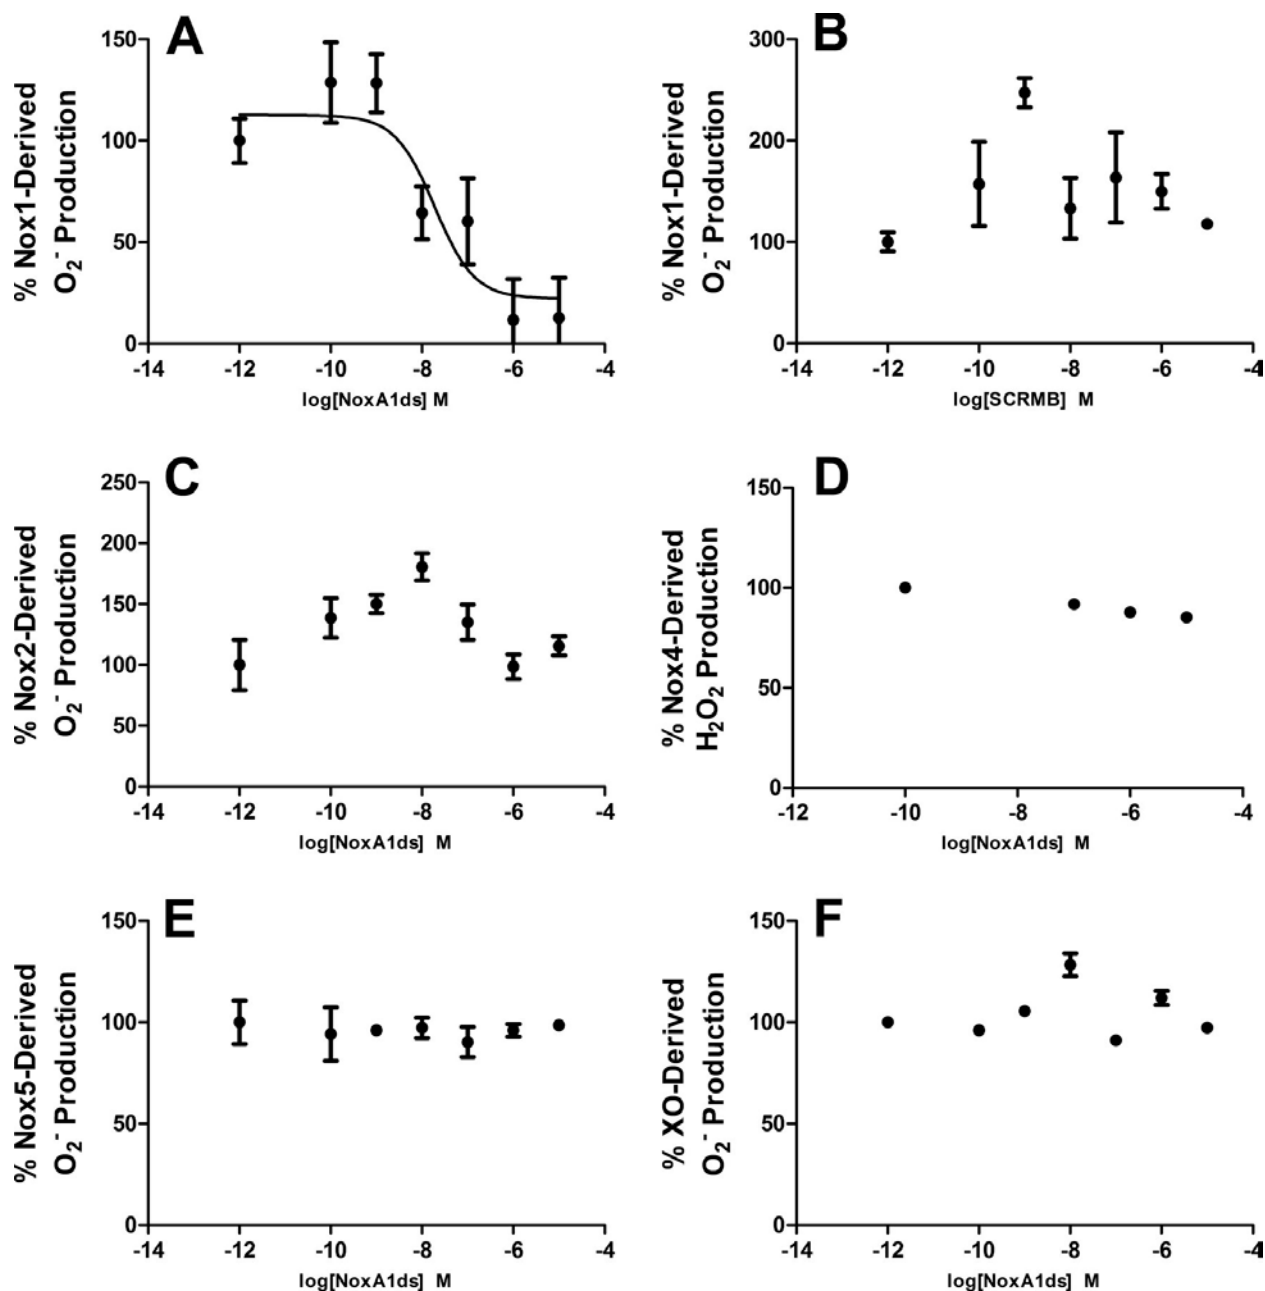 A
% Nox1-Derived
O₂⁻ Production
150
100
50
0
-14 -12 -10 -8 -6 -4
log[NoxA1ds] M
B
% Nox1-Derived
O₂⁻ Production
300
200
100
0
-14 -12 -10 -8 -6 -4
log[SCRMB] M
C
% Nox2-Derived
O₂⁻ Production
250
200
150
100
50
0
-14 -12 -10 -8 -6 -4
log[NoxA1ds] M
D
% Nox4-Derived
H₂O₂ Production
150
100
50
0
-12 -10 -8 -6 -4
log[NoxA1ds] M
E
% Nox5-Derived
O₂⁻ Production
150
100
50
0
-14 -12 -10 -8 -6 -4
log[NoxA1ds] M
F
% XO-Derived
O₂⁻ Production
150
100
50
0
-14 -12 -10 -8 -6 -4
log[NoxA1ds] M